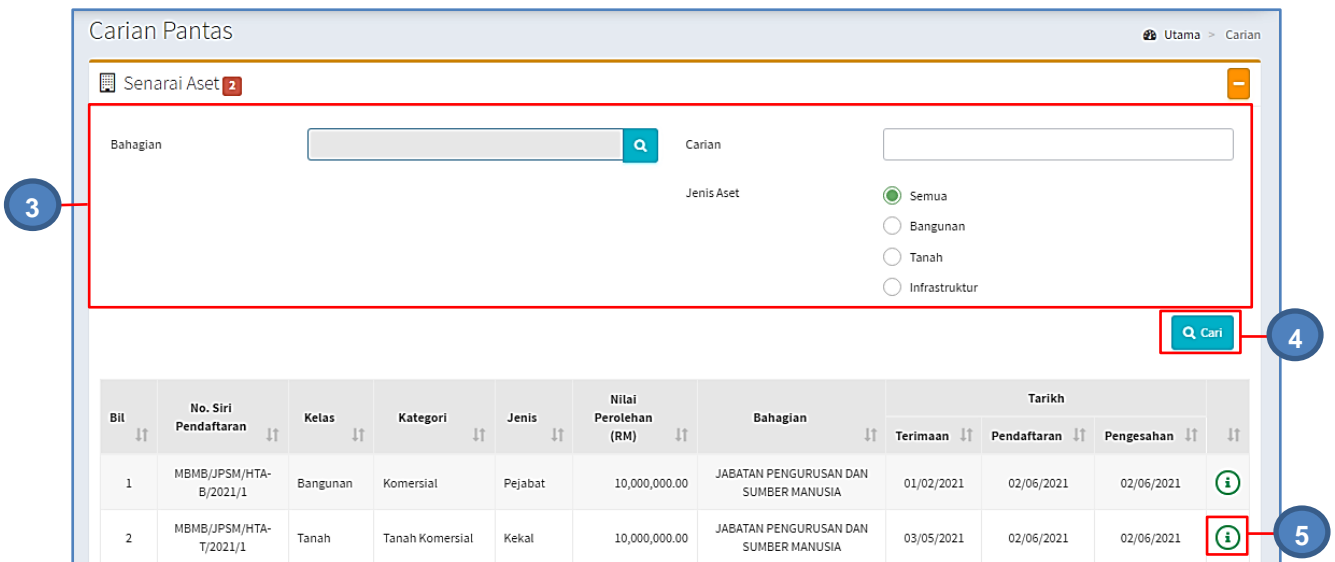 Carian Pantas
Utama > Carian
Senarai Aset 2
Bahagian
Carian
Jenis Aset
Semua
Bangunan
Tanah
Infrastruktur
3
Cari
4
Bil
No. Siri
Pendaftaran
Kelas
Kategori
Jenis
Nilai
Perolehan
(RM)
Bahagian
Tarikh
Terimaan
Pendaftaran
Pengesahan
1
MBMB/JPSM/HTA-
B/2021/1
Bangunan
Komersial
Pejabat
10,000,000.00
JABATAN PENGURUSAN DAN
SUMBER MANUSIA
01/02/2021
02/06/2021
02/06/2021
2
MBMB/JPSM/HTA-
T/2021/1
Tanah
Tanah Komersial
Kekal
10,000,000.00
JABATAN PENGURUSAN DAN
SUMBER MANUSIA
03/05/2021
02/06/2021
02/06/2021
5